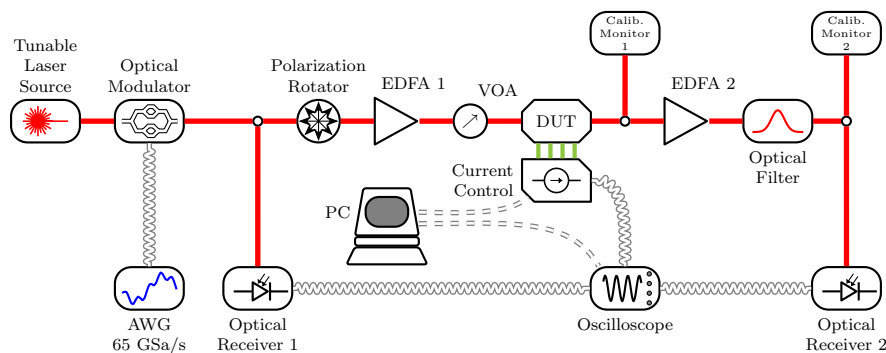 Calib.
Monitor
1
Calib.
Monitor
2
Tunable
Laser
Source
Optical
Modulator
Polarization
Rotator
EDFA 1
VOA
DUT
EDFA 2
Optical
Filter
Current
Control
PC
AWG
65 GSa/s
Optical
Receiver 1
Oscilloscope
Optical
Receiver 2